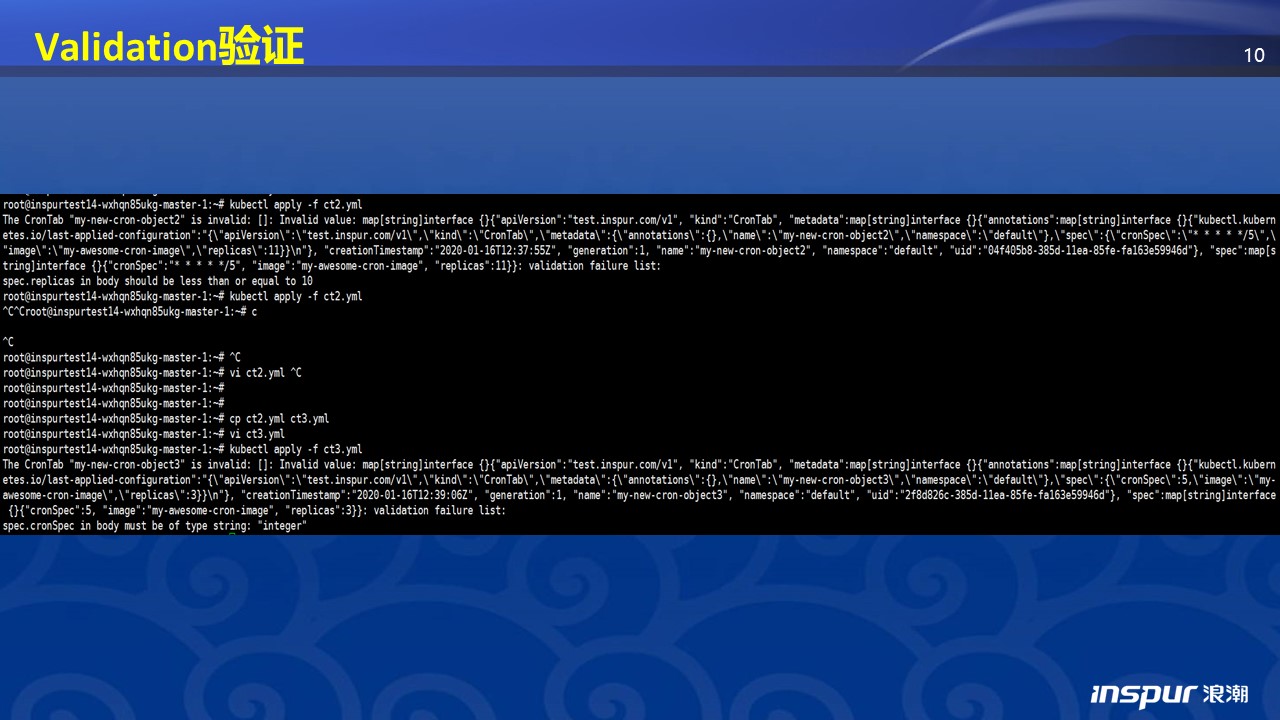 Validation验证
10
root@inspurtest14-wxhqn85ukg-master-1:~# kubectl apply -f ct2.yml
The CronTab "my-new-cron-object2" is invalid: []: Invalid value: map[string]interface {}{"apiVersion":"test.inspur.com/v1", "kind":"CronTab", "metadata":map[string]interface {}{"annotations":map[string]interface {}{"kubectl.kubern
etes.io/last-applied-configuration":"{\"apiVersion\":\"test.inspur.com/v1\",\"kind\":\"CronTab\",\"metadata\":{\"annotations\":{},\"name\":\"my-new-cron-object2\",\"namespace\":\"default\"},\"spec\":{\"cronSpec\":\"* * * * */5\",\
"image\":\"my-awesome-cron-image\",\"replicas\":11}}\n"}, "creationTimestamp":"2020-01-16T12:37:55Z", "generation":1, "name":"my-new-cron-object2", "namespace":"default", "uid":"04f405b8-385d-11ea-85fe-fa163e59946d"}, "spec":map[s
tring]interface {}{"cronSpec":"* * * * */5", "image":"my-awesome-cron-image", "replicas":11}}: validation failure list:
spec.replicas in body should be less than or equal to 10
root@inspurtest14-wxhqn85ukg-master-1:~# kubectl apply -f ct2.yml
^C^Croot@inspurtest14-wxhqn85ukg-master-1:~# c
^C
root@inspurtest14-wxhqn85ukg-master-1:~# ^C
root@inspurtest14-wxhqn85ukg-master-1:~# vi ct2.yml ^C
root@inspurtest14-wxhqn85ukg-master-1:~#
root@inspurtest14-wxhqn85ukg-master-1:~#
root@inspurtest14-wxhqn85ukg-master-1:~# cp ct2.yml ct3.yml
root@inspurtest14-wxhqn85ukg-master-1:~# vi ct3.yml
root@inspurtest14-wxhqn85ukg-master-1:~# kubectl apply -f ct3.yml
The CronTab "my-new-cron-object3" is invalid: []: Invalid value: map[string]interface {}{"apiVersion":"test.inspur.com/v1", "kind":"CronTab", "metadata":map[string]interface {}{"annotations":map[string]interface {}{"kubectl.kubern
etes.io/last-applied-configuration":"{\"apiVersion\":\"test.inspur.com/v1\",\"kind\":\"CronTab\",\"metadata\":{\"annotations\":{},\"name\":\"my-new-cron-object3\",\"namespace\":\"default\"},\"spec\":{\"cronSpec\":5,\"image\":\"my-
awesome-cron-image\",\"replicas\":3}}\n"}, "creationTimestamp":"2020-01-16T12:39:06Z", "generation":1, "name":"my-new-cron-object3", "namespace":"default", "uid":"2f8d826c-385d-11ea-85fe-fa163e59946d"}, "spec":map[string]interface
{}{"cronSpec":5, "image":"my-awesome-cron-image", "replicas":3}}: validation failure list:
spec.cronSpec in body must be of type string: "integer"
inspur 浪潮